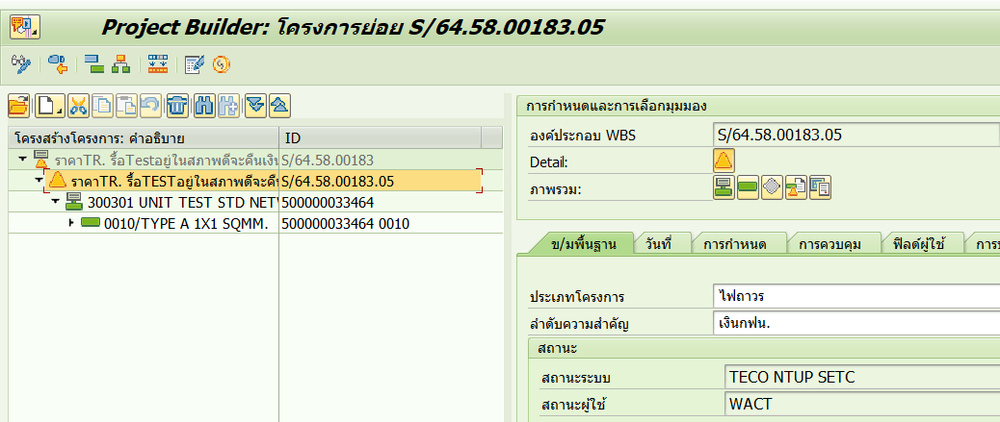 Project Builder: โครงการย่อย S/64.58.00183.05
การกำหนดและการเลือกมุมมอง
โครงสร้างโครงการ: คำอธิบาย ID
องค์ประกอบ WBS S/64.58.00183.05
ราคาTR. รื้อTestอยู่ในสภาพดีจะคืนเงิน S/64.58.00183
Detail:
ราคาTR. รื้อTESTอยู่ในสภาพดีจะคื S/64.58.00183.05
ภาพรวม:
300301 UNIT TEST STD NET 500000033464
0010/TYPE A 1X1 SQMM. 500000033464 0010
ข/มพื้นฐาน วันที่ การกำหนด การควบคุม ฟิลด์ผู้ใช้
ประเภทโครงการ ไฟถาวร
ลำดับความสำคัญ เงินกฟน.
สถานะ
สถานะระบบ TECO NTUP SETC
สถานะผู้ใช้ WACT